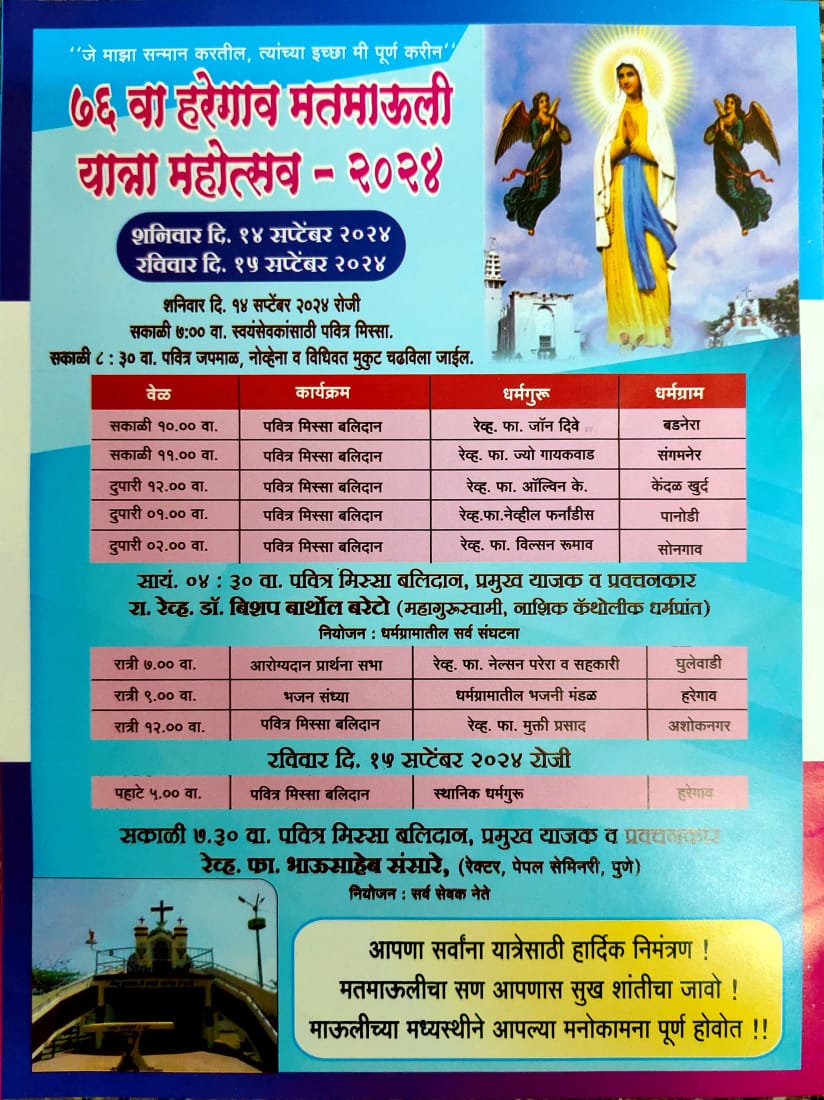 ‘‘जे माझा सन्मान करतील, त्यांच्या इच्छा मी पूर्ण करीन’’
७६ वा हरेगाव मतमाऊली
यात्रा महोत्सव - २०२४
शनिवार दि. १४ सप्टेंबर २०२४
रविवार दि. १५ सप्टेंबर २०२४
शनिवार दि. १४ सप्टेंबर २०२४ रोजी
सकाळी ७:०० वा. स्वयंसेवकांसाठी पवित्र मिस्सा.
सकाळी ८ : ३० वा. पवित्र जपमाळ, नोव्हेना व विधिवत मुकुट चढविला जाईल.
वेळ कार्यक्रम धर्मगुरू धर्मग्राम
सकाळी १०.०० वा. पवित्र मिस्सा बलिदान रेव्ह. फा. जॉन दिवे बडनेरा
सकाळी ११.०० वा. पवित्र मिस्सा बलिदान रेव्ह. फा. ज्यो गायकवाड संगमनेर
दुपारी १२.०० वा. पवित्र मिस्सा बलिदान रेव्ह. फा. ऑल्विन के. केंदळ खुर्द
दुपारी ०१.०० वा. पवित्र मिस्सा बलिदान रेव्ह.फा.नेव्हील फर्नांडीस पानोडी
दुपारी ०२.०० वा. पवित्र मिस्सा बलिदान रेव्ह. फा. विल्सन रूमाव सोनगाव
सायं. ०४ : ३० वा. पवित्र मिस्सा बलिदान, प्रमुख याजक व प्रवचनकार
रा. रेव्ह. डॉ. बिशप बार्थोल बरेटो (महागुरूस्वामी, नाशिक कॅथोलीक धर्मप्रांत)
नियोजन : धर्मग्रामातील सर्व संघटना
रात्री ७.०० वा. आरोग्यदान प्रार्थना सभा रेव्ह. फा. नेल्सन परेरा व सहकारी घुलेवाडी
रात्री ९.०० वा. भजन संध्या धर्मग्रामातील भजनी मंडळ हरेगाव
रात्री १२.०० वा. पवित्र मिस्सा बलिदान रेव्ह. फा. मुक्ती प्रसाद अशोकनगर
रविवार दि. १५ सप्टेंबर २०२४ रोजी
पहाटे ५.०० वा. पवित्र मिस्सा बलिदान स्थानिक धर्मगुरू हरेगाव
सकाळी ७.३० वा. पवित्र मिस्सा बलिदान, प्रमुख याजक व प्रवचनकार
रेव्ह. फा. भाऊसाहेब संसारे, (रेक्टर, पेपल सेमिनरी, पुणे)
नियोजन : सर्व सेवक नेते
आपणा सर्वांना यात्रेसाठी हार्दिक निमंत्रण !
मतमाऊलीचा सण आपणास सुख शांतीचा जावो !
माऊलीच्या मध्यस्थीने आपल्या मनोकामना पूर्ण होवोत !!